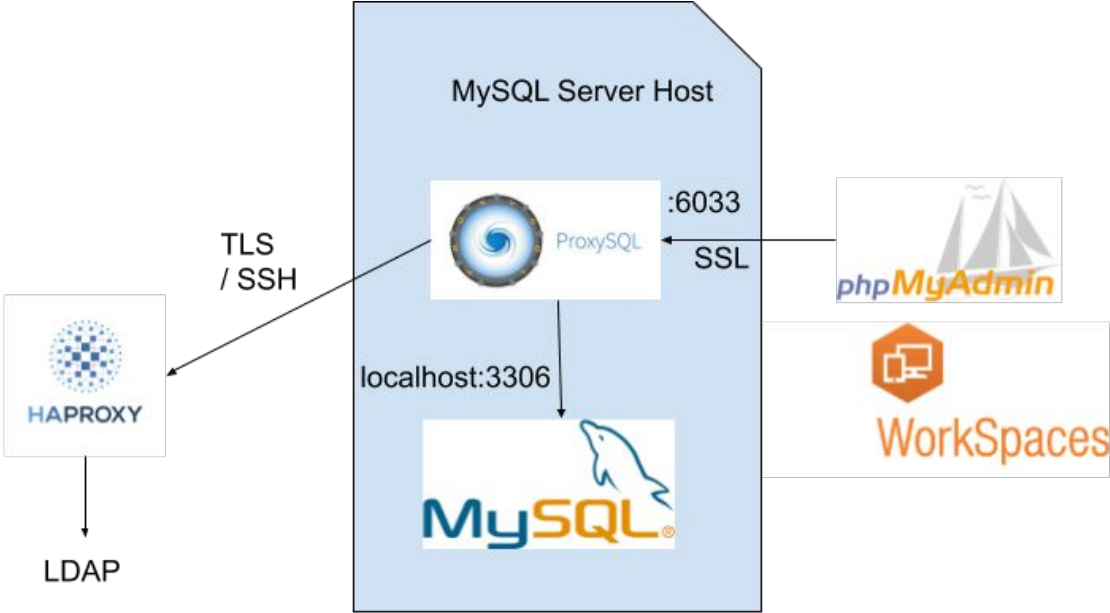 MySQL Server Host
:6033
ProxySQL
SSL
phpMyAdmin
TLS
/ SSH
HAPROXY
localhost:3306
WorkSpaces
MySQL®
LDAP